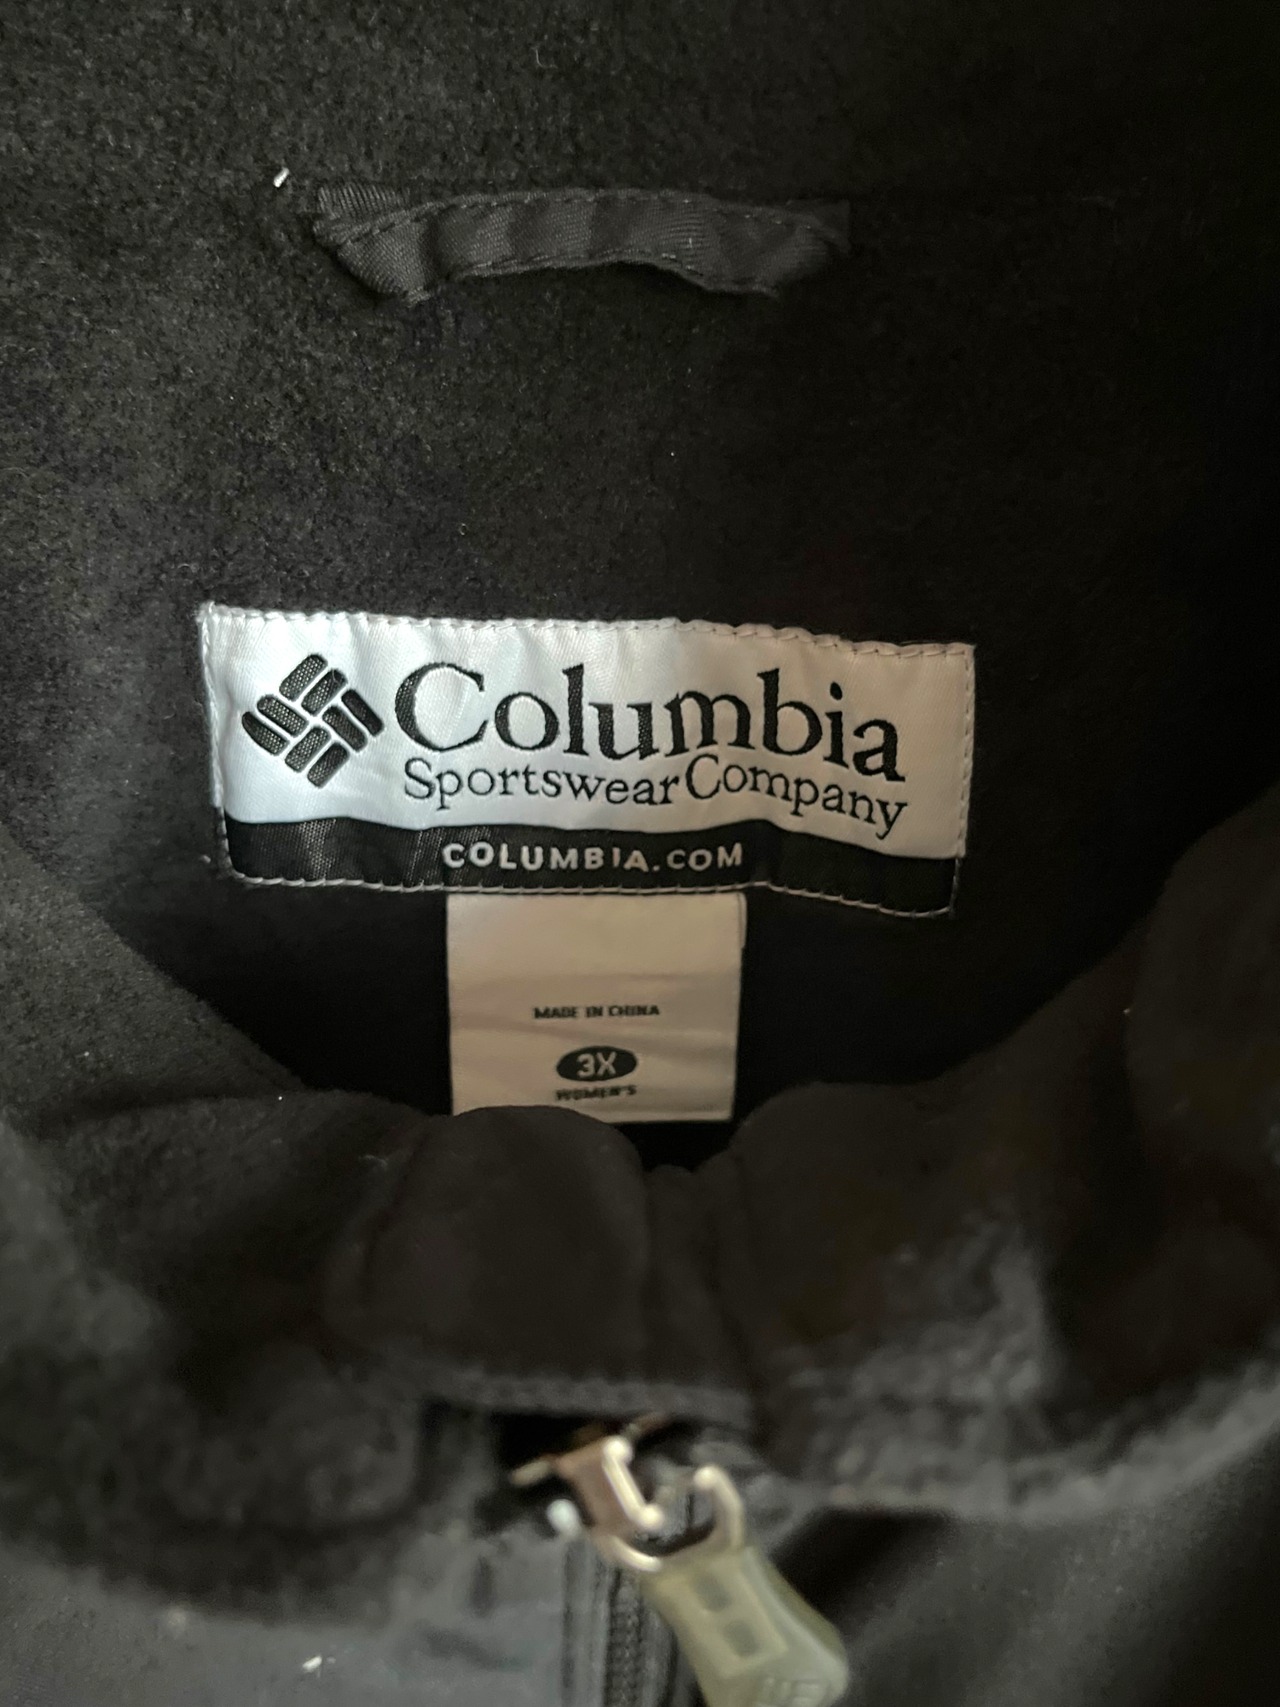 Columbia
Sportswear Company
COLUMBIA.COM
MADE IN CHINA
3X
WOMEN'S